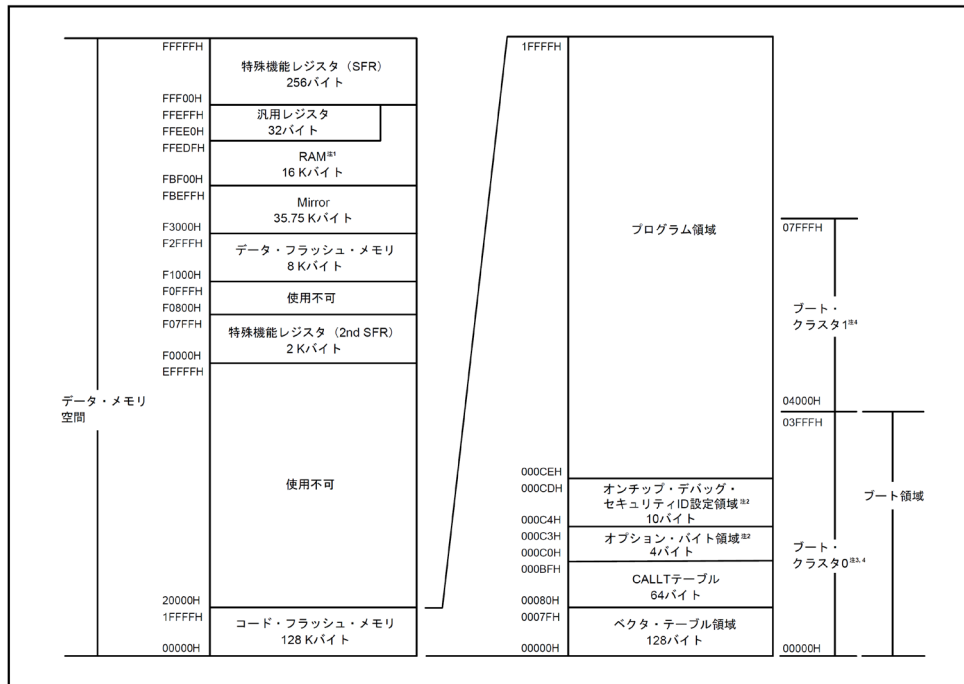 データ・メモリ
空間
FFFFFH
特殊機能レジスタ（SFR）
256バイト
FFF00H
FFEFFH
汎用レジスタ
32バイト
FFEE0H
FFEDFH
RAM注1
16 Kバイト
FBF00H
FBEFFH
Mirror
35.75 Kバイト
F3000H
F2FFFH
データ・フラッシュ・メモリ
8 Kバイト
F1000H
F0FFFH
使用不可
F0800H
F07FFH
特殊機能レジスタ（2nd SFR）
2 Kバイト
F0000H
EFFFFH
使用不可
20000H
1FFFFH
コード・フラッシュ・メモリ
128 Kバイト
00000H
1FFFFH
プログラム領域
000CEH
000CDH
オンチップ・デバッグ・
セキュリティID設定領域注2
10バイト
000C4H
000C3H
オプション・バイト領域注2
4バイト
000C0H
000BFH
CALLTテーブル
64バイト
00080H
0007FH
ベクタ・テーブル領域
128バイト
00000H
07FFFH
ブート・
クラスタ1注4
04000H
03FFFH
ブート・
クラスタ0注3, 4
00000H
ブート領域